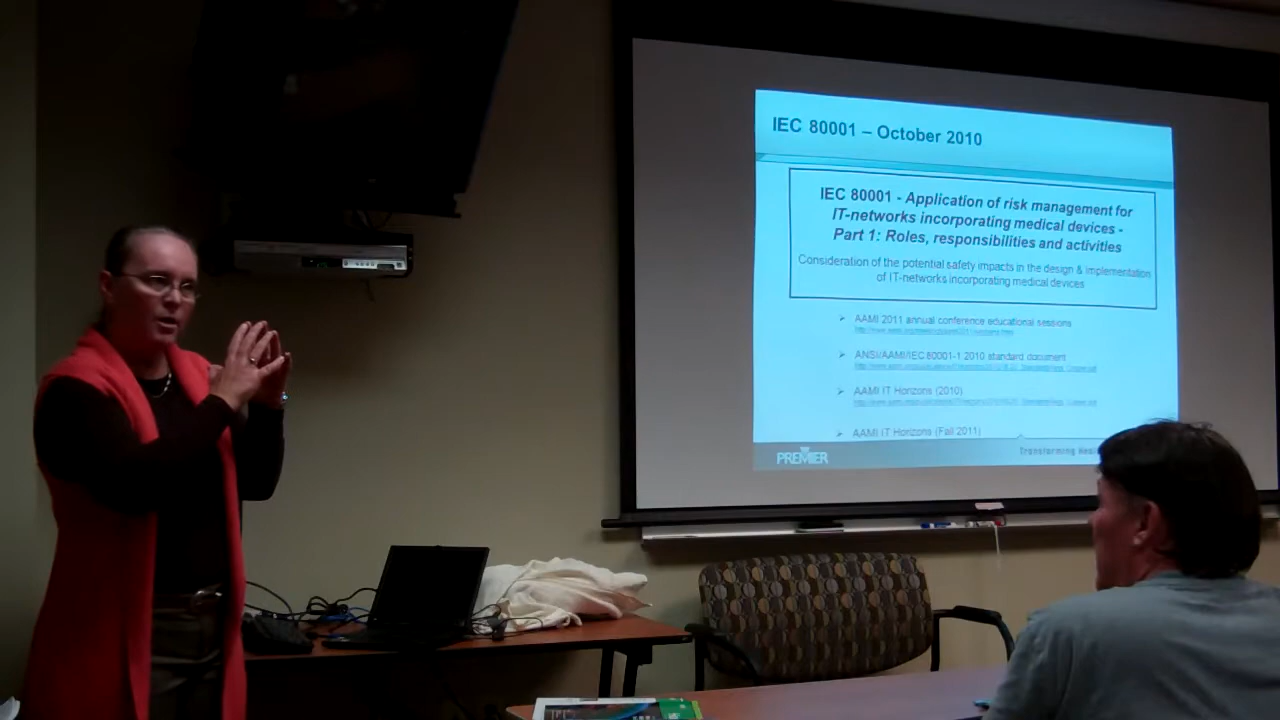 IEC 80001 – October 2010
IEC 80001 - Application of risk management for
IT-networks incorporating medical devices -
Part 1: Roles, responsibilities and activities
Consideration of the potential safety impacts in the design & implementation
of IT-networks incorporating medical devices
➢ AAMI 2011 annual conference educational sessions
➢ ANSI/AAMI/IEC 80001-1:2010 standard document
➢ AAMI IT Horizons (2010)
➢ AAMI IT Horizons (Fall 2011)
PREMIER
Transforming